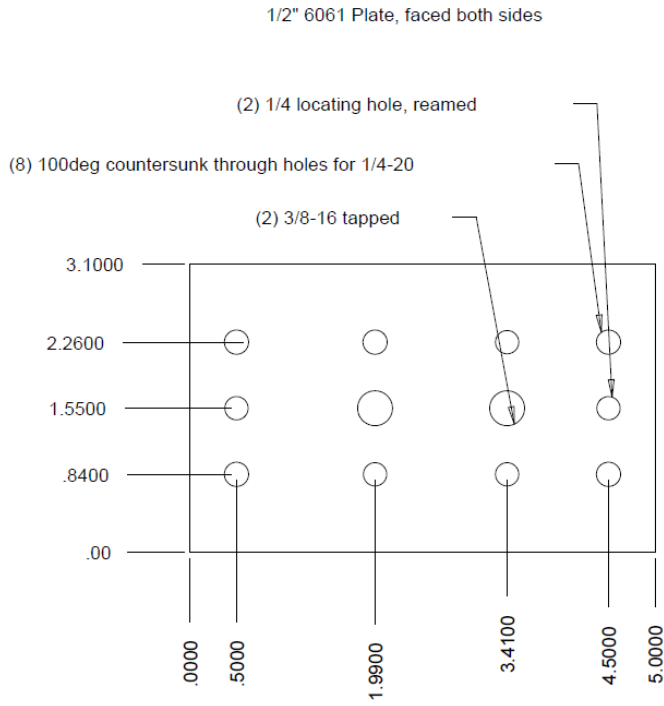 1/2" 6061 Plate, faced both sides
(2) 1/4 locating hole, reamed
(8) 100deg countersunk through holes for 1/4-20
(2) 3/8-16 tapped
3.1000
2.2600
1.5500
.8400
.00
.0000
.5000
1.9900
3.4100
4.5000
5.0000